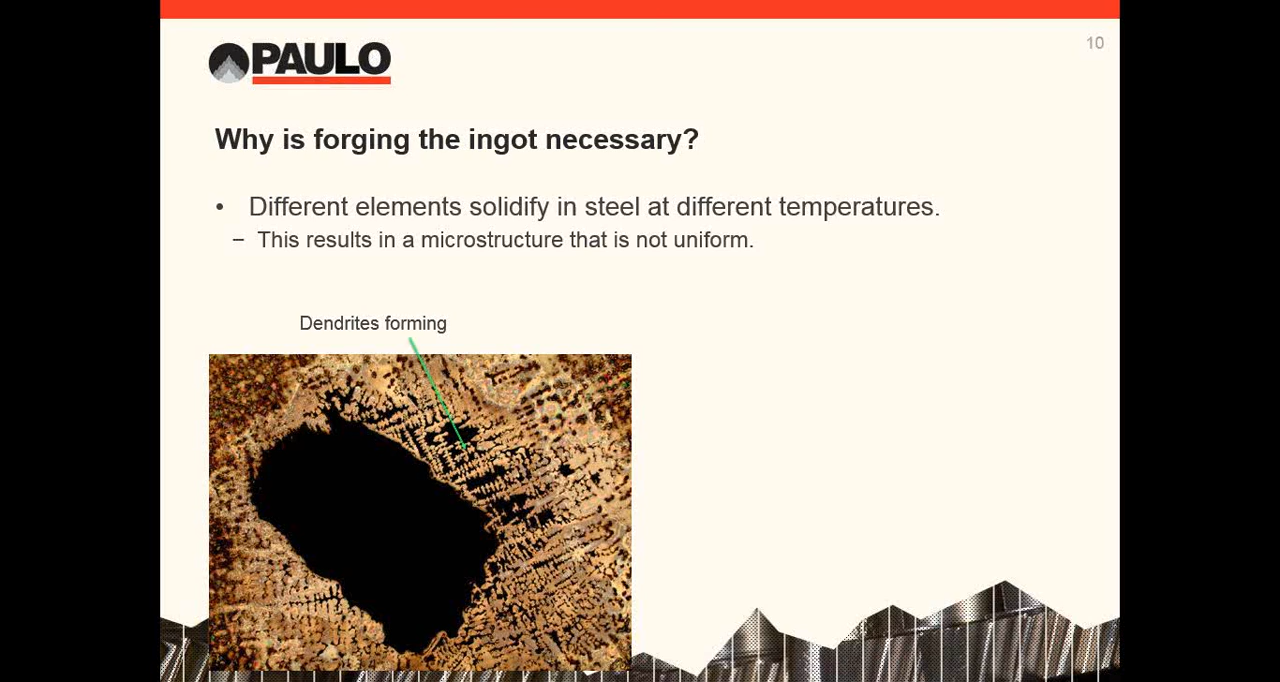 10
PAULO
Why is forging the ingot necessary?
• Different elements solidify in steel at different temperatures.
– This results in a microstructure that is not uniform.
Dendrites forming